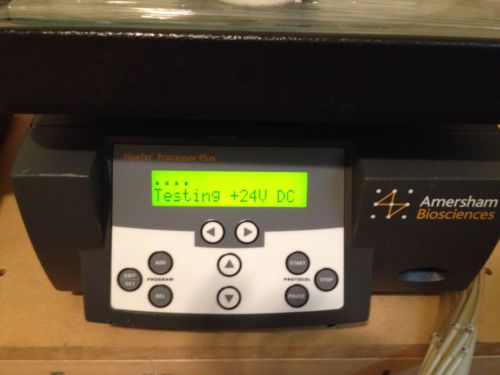 Hoefer Processor Plus
....
Testing +24V DC
Amersham
Biosciences
ADD
START
EDIT
SET
PROGRAM
PROTOCOL
STOP
DEL
PAUSE